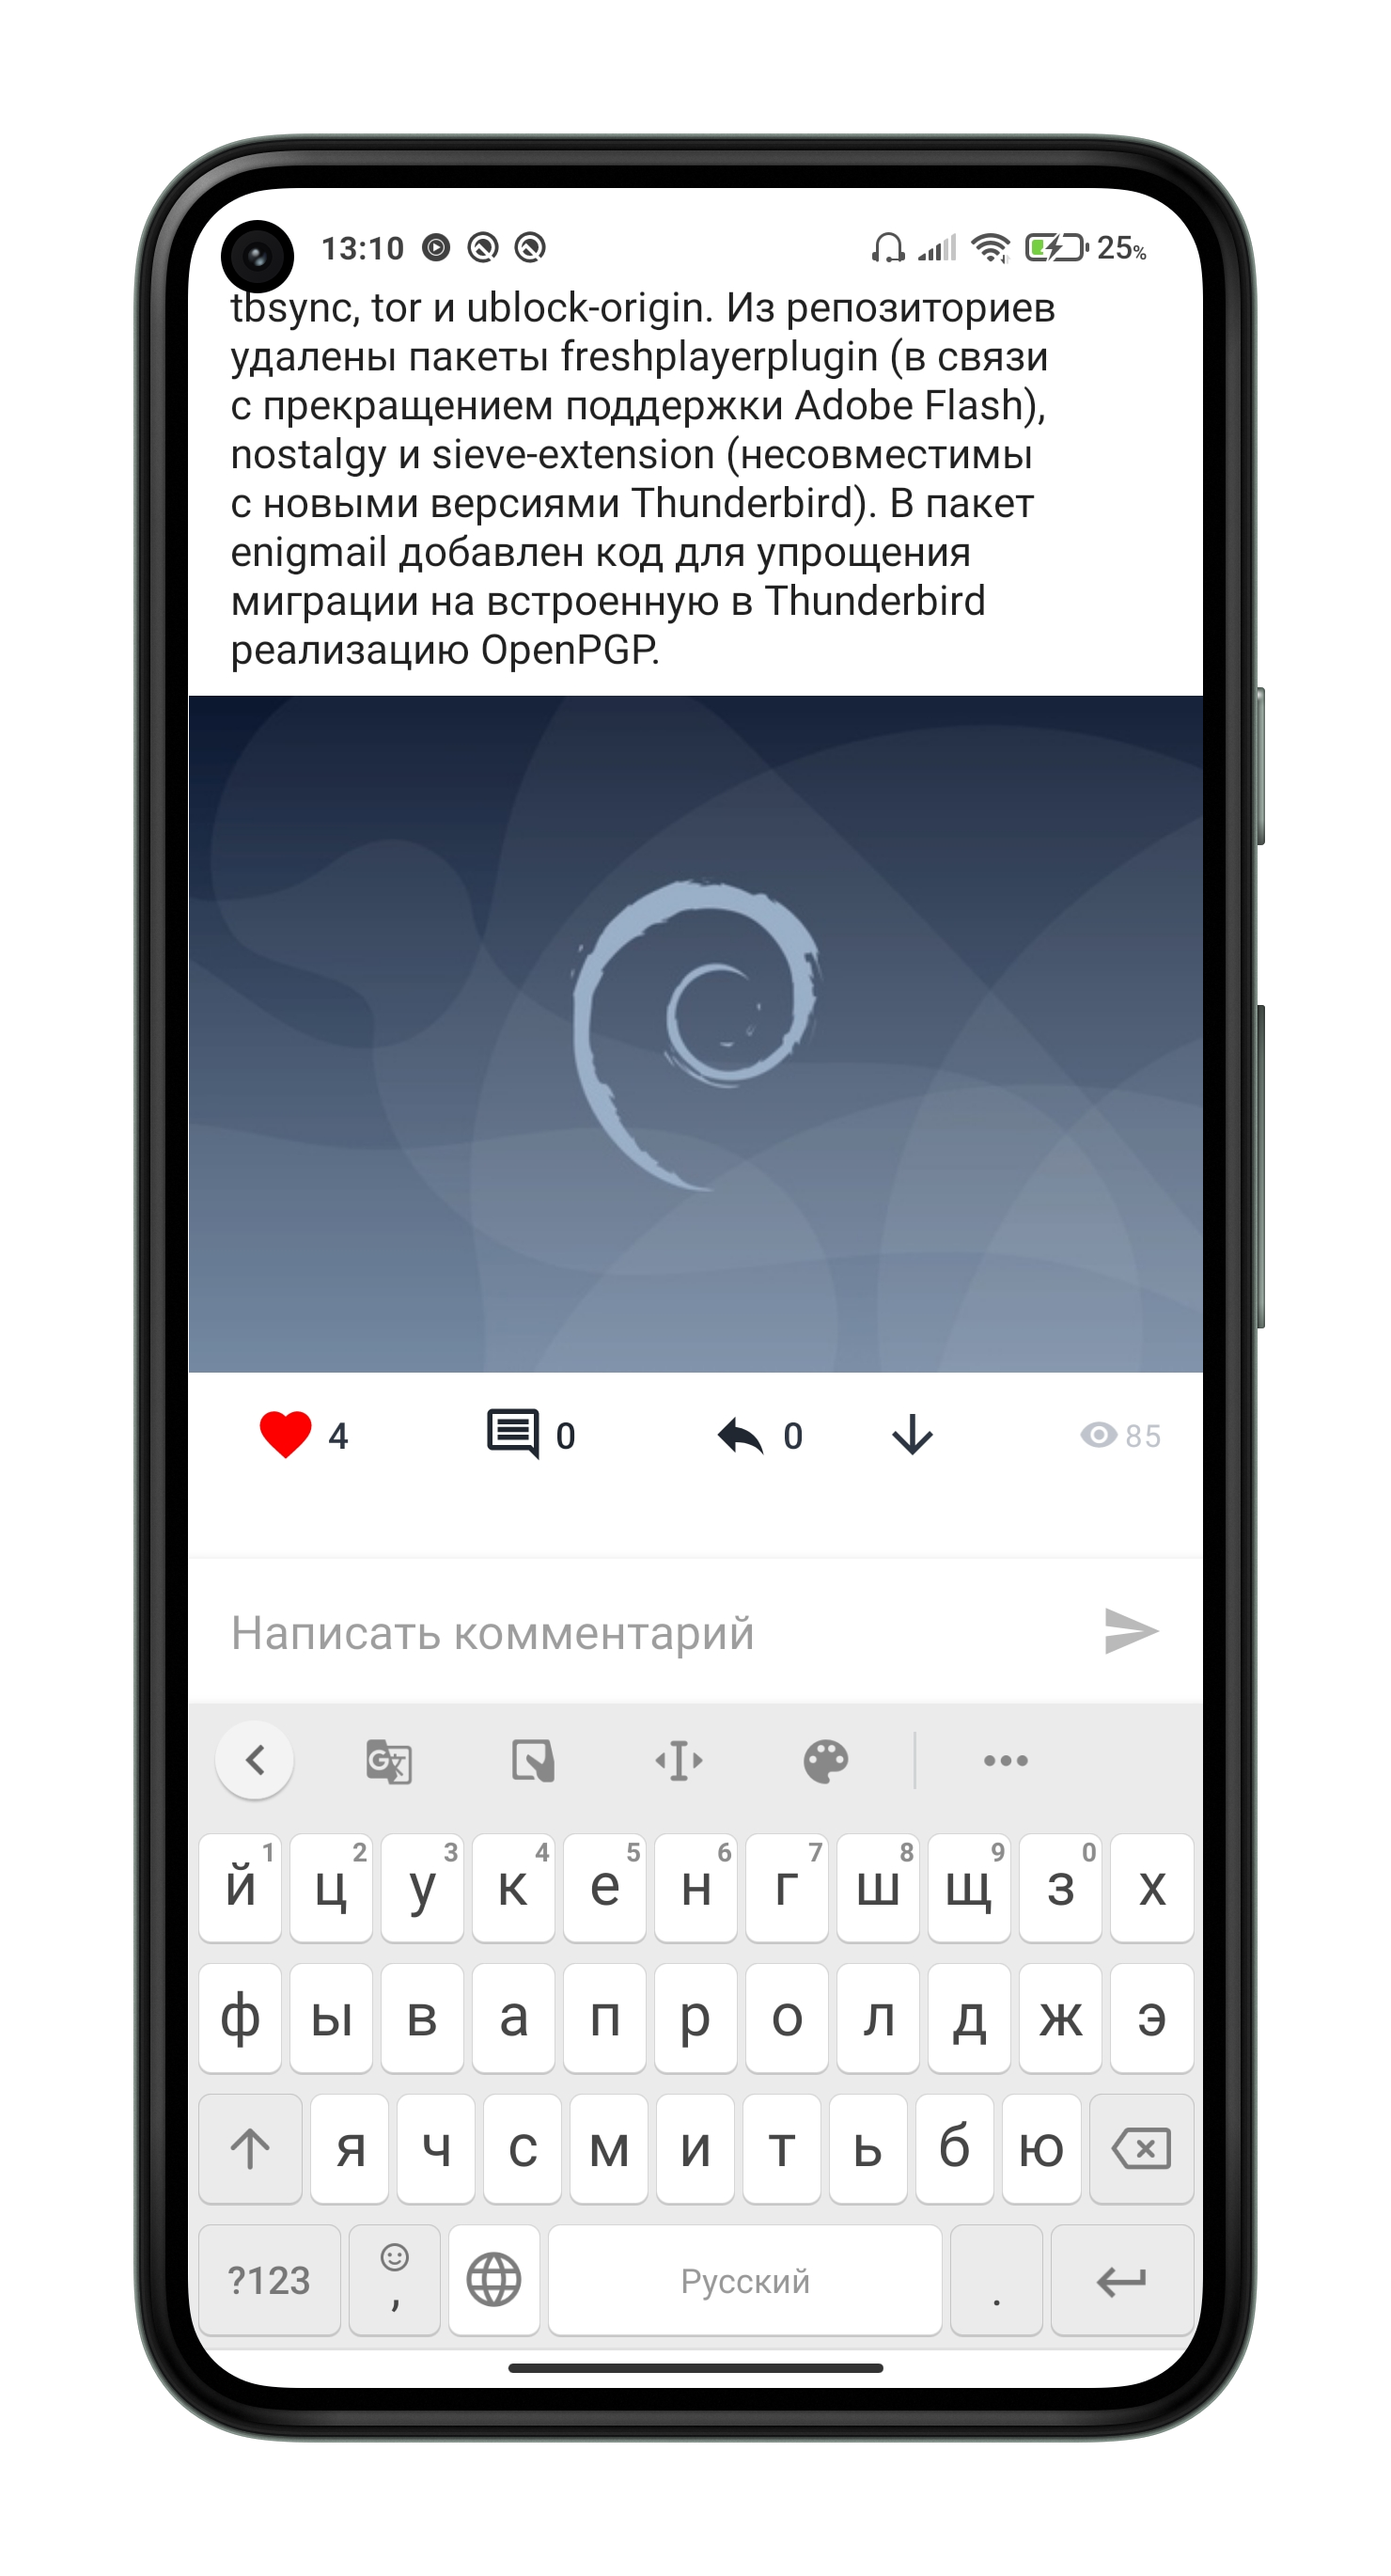 13:10
25%
tbsync, tor и ublock-origin. Из репозиториев
удалены пакеты freshplayerplugin (в связи
с прекращением поддержки Adobe Flash),
nostalgy и sieve-extension (несовместимы
с новыми версиями Thunderbird). В пакет
enigmail добавлен код для упрощения
миграции на встроенную в Thunderbird
реализацию OpenPGP.
4 0 0 85
Написать комментарий
G文
1 2 3 4 5 6 7 8 9 0
й ц у к е н г ш щ з х
ф ы в а п р о л д ж э
я ч с м и т ь б ю
?123 , Русский .